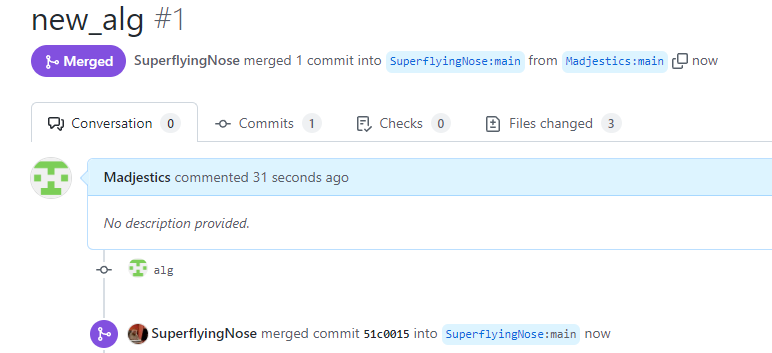 new_alg #1
Merged SuperflyingNose merged 1 commit into SuperflyingNose:main from Madjestics:main now
Conversation 0 Commits 1 Checks 0 Files changed 3
Madjestics commented 31 seconds ago
No description provided.
alg
SuperflyingNose merged commit 51c0015 into SuperflyingNose:main now